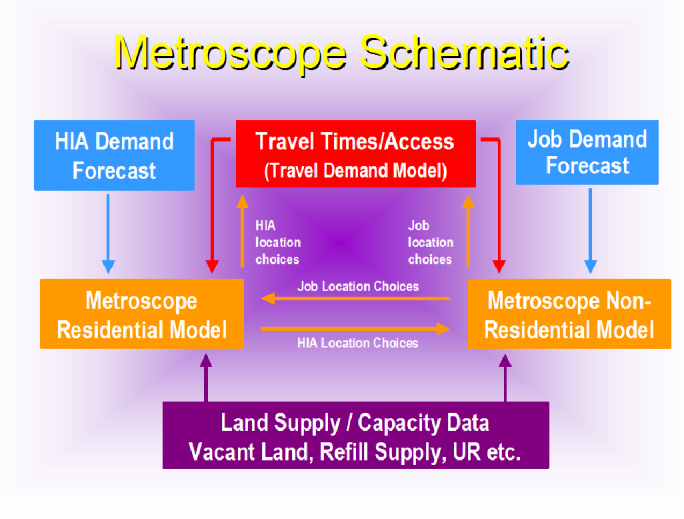 Metroscope Schematic
HIA Demand
Forecast
Travel Times/Access
(Travel Demand Model)
Job Demand
Forecast
HIA
location
choices
Job
location
choices
Metroscope
Residential Model
Job Location Choices
HIA Location Choices
Metroscope Non-
Residential Model
Land Supply / Capacity Data
Vacant Land, Refill Supply, UR etc.